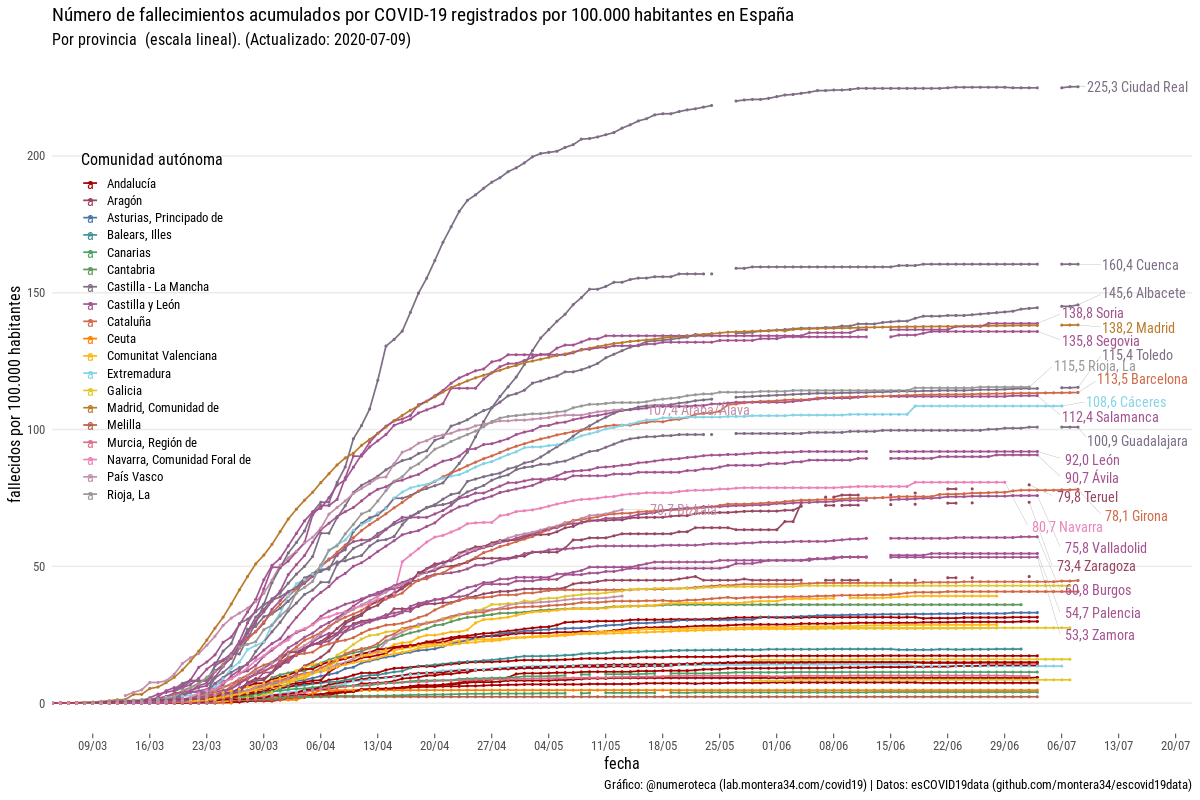 Número de fallecimientos acumulados por COVID-19 registrados por 100.000 habitantes en España
Por provincia  (escala lineal). (Actualizado: 2020-07-09)
fallecidos por 100.000 habitantes
200
150
100
50
0
Comunidad autónoma
Andalucía
Aragón
Asturias, Principado de
Balears, Illes
Canarias
Cantabria
Castilla - La Mancha
Castilla y León
Cataluña
Ceuta
Comunitat Valenciana
Extremadura
Galicia
Madrid, Comunidad de
Melilla
Murcia, Región de
Navarra, Comunidad Foral de
País Vasco
Rioja, La
225,3 Ciudad Real
160,4 Cuenca
145,6 Albacete
138,8 Soria
138,2 Madrid
135,8 Segovia
115,4 Toledo
115,5 Rioja, La
113,5 Barcelona
108,6 Cáceres
107,4 Araba/Álava
112,4 Salamanca
100,9 Guadalajara
92,0 León
90,7 Ávila
79,8 Teruel
78,1 Girona
80,7 Navarra
75,8 Valladolid
73,4 Zaragoza
60,8 Burgos
54,7 Palencia
53,3 Zamora
09/03 16/03 23/03 30/03 06/04 13/04 20/04 27/04 04/05 11/05 18/05 25/05 01/06 08/06 15/06 22/06 29/06 06/07 13/07 20/07
fecha
Gráfico: @numeroteca (lab.montera34.com/covid19) | Datos: esCOVID19data (github.com/montera34/escovid19data)